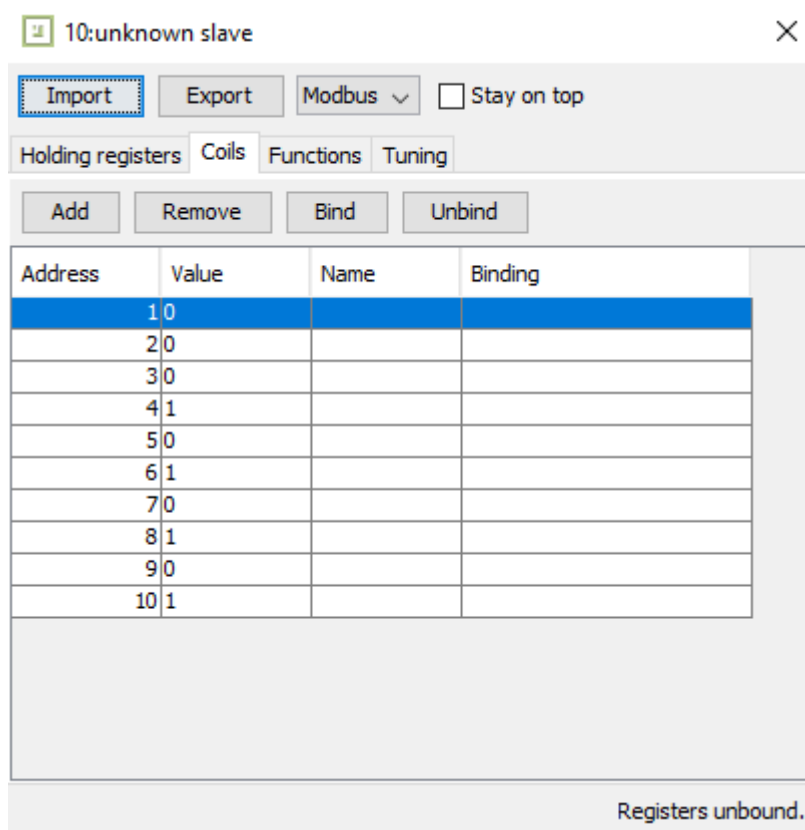 10:unknown slave
Import Export Modbus Stay on top
Holding registers Coils Functions Tuning
Add Remove Bind Unbind
Address Value Name Binding
1 0
2 0
3 0
4 1
5 0
6 1
7 0
8 1
9 0
10 1
Registers unbound.